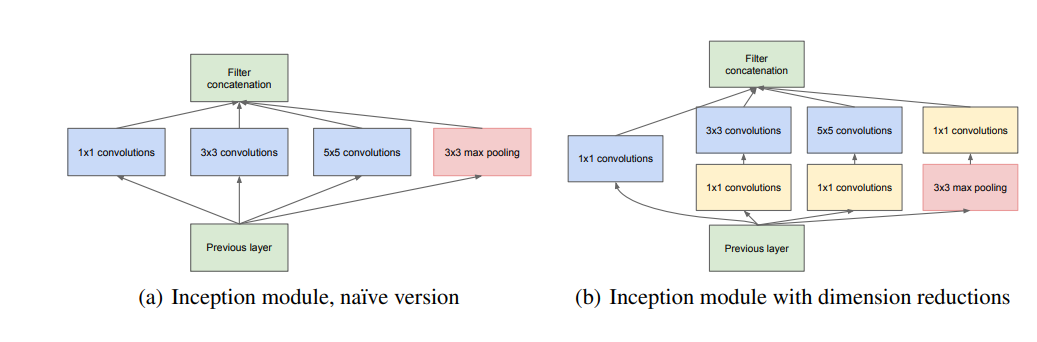 Filter
concatenation
1x1 convolutions
3x3 convolutions
5x5 convolutions
3x3 max pooling
Previous layer
(a) Inception module, naïve version
Filter
concatenation
1x1 convolutions
3x3 convolutions
5x5 convolutions
1x1 convolutions
1x1 convolutions
1x1 convolutions
3x3 max pooling
Previous layer
(b) Inception module with dimension reductions